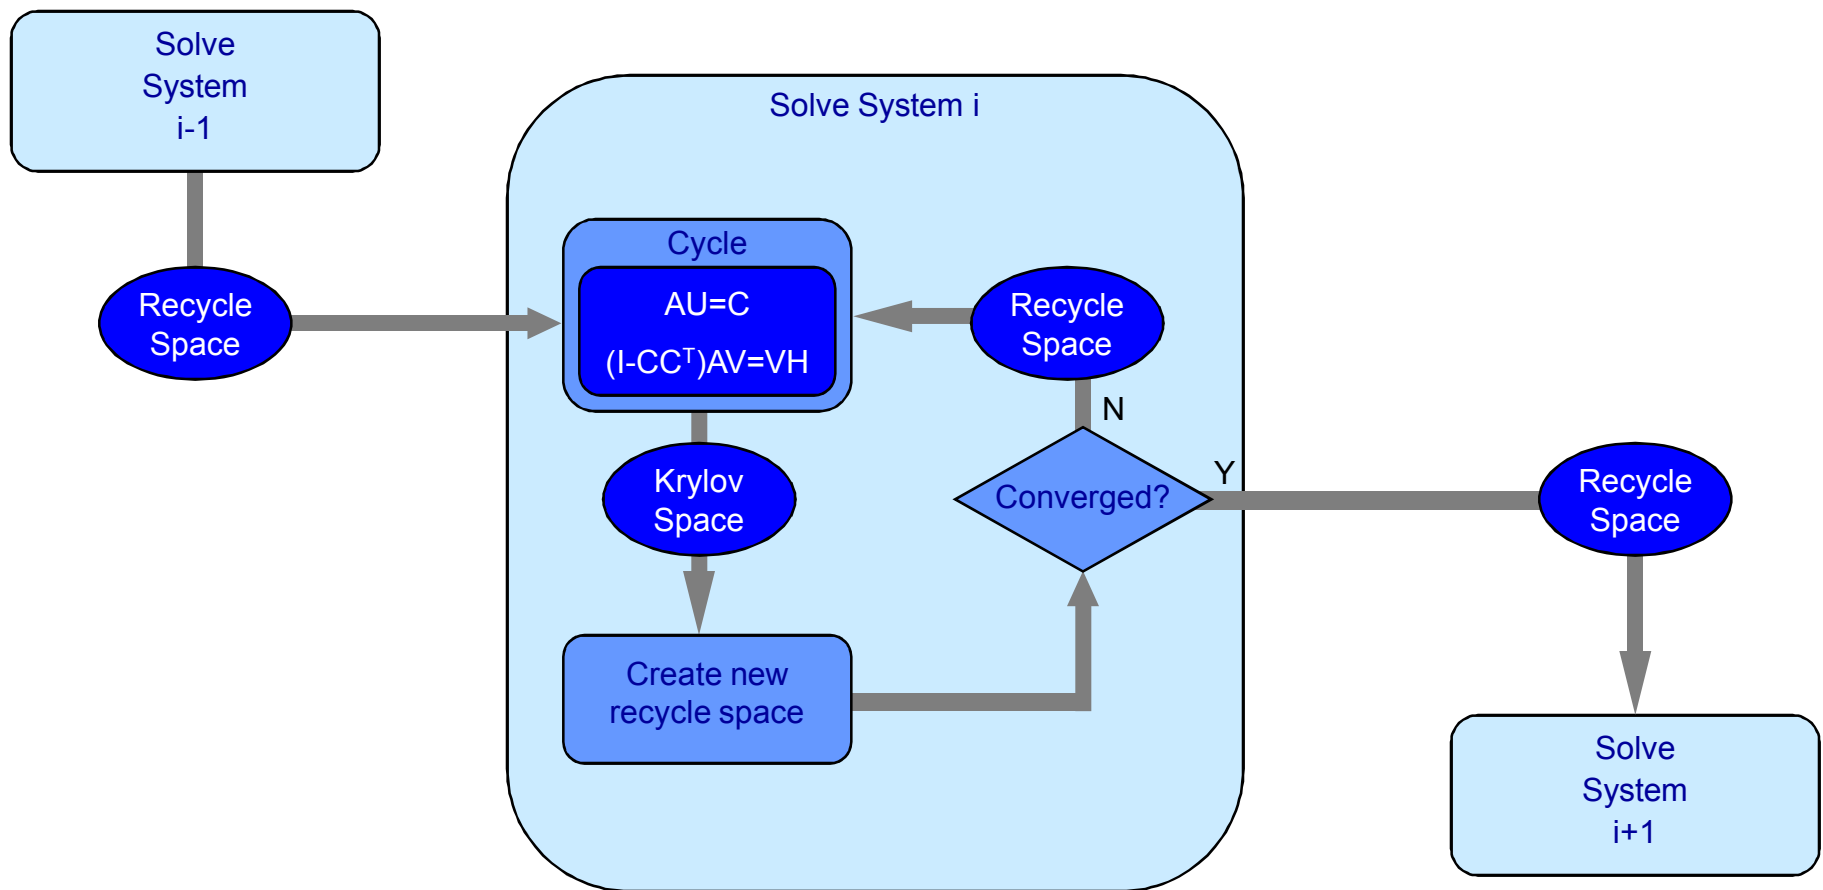 Solve
System
i-1
Recycle
Space
Solve System i
Cycle
AU=C
(I-CCᵀ)AV=VH
Recycle
Space
N
Krylov
Space
Converged?
Y
Create new
recycle space
Recycle
Space
Solve
System
i+1